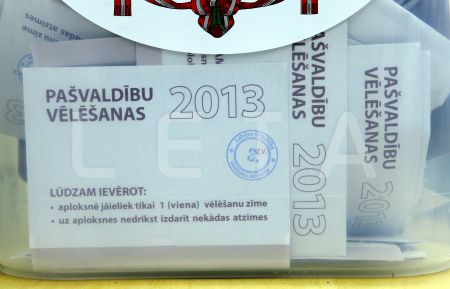 PAŠVALDĪBU
VĒLĒŠANAS
2013
Z.V.
LŪDZAM IEVĒROT:
• aploksnē jāieliek tikai 1 (viena) vēlēšanu zīme
• uz aploksnes nedrīkst izdarīt nekādas atzīmes
PAŠVALDĪBU
VĒLĒŠANAS
2013
PAŠVALDĪBU
2013
LETA